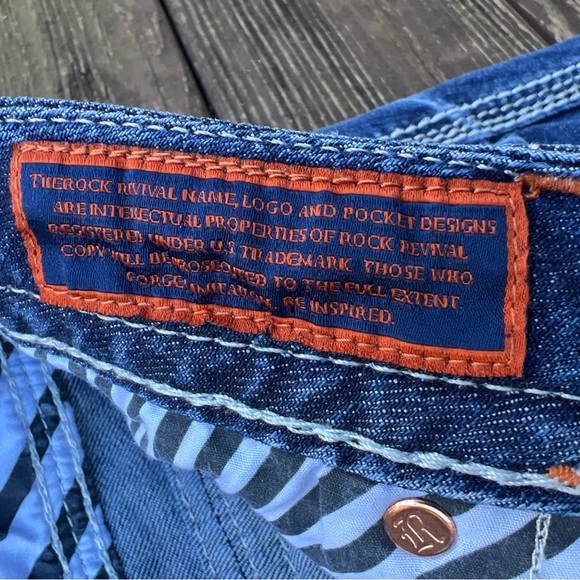 THEROCK REVIVAL NAME, LOGO AND POCKET DESIGNS
ARE INTELLECTUAL PROPERTIES OF ROCK REVIVAL
REGISTERED UNDER U.S TRADEMARK. THOSE WHO
COPY WILL BE PROSECUTED TO THE FULL EXTENT.
FORGE IMITATION. BE INSPIRED.
R